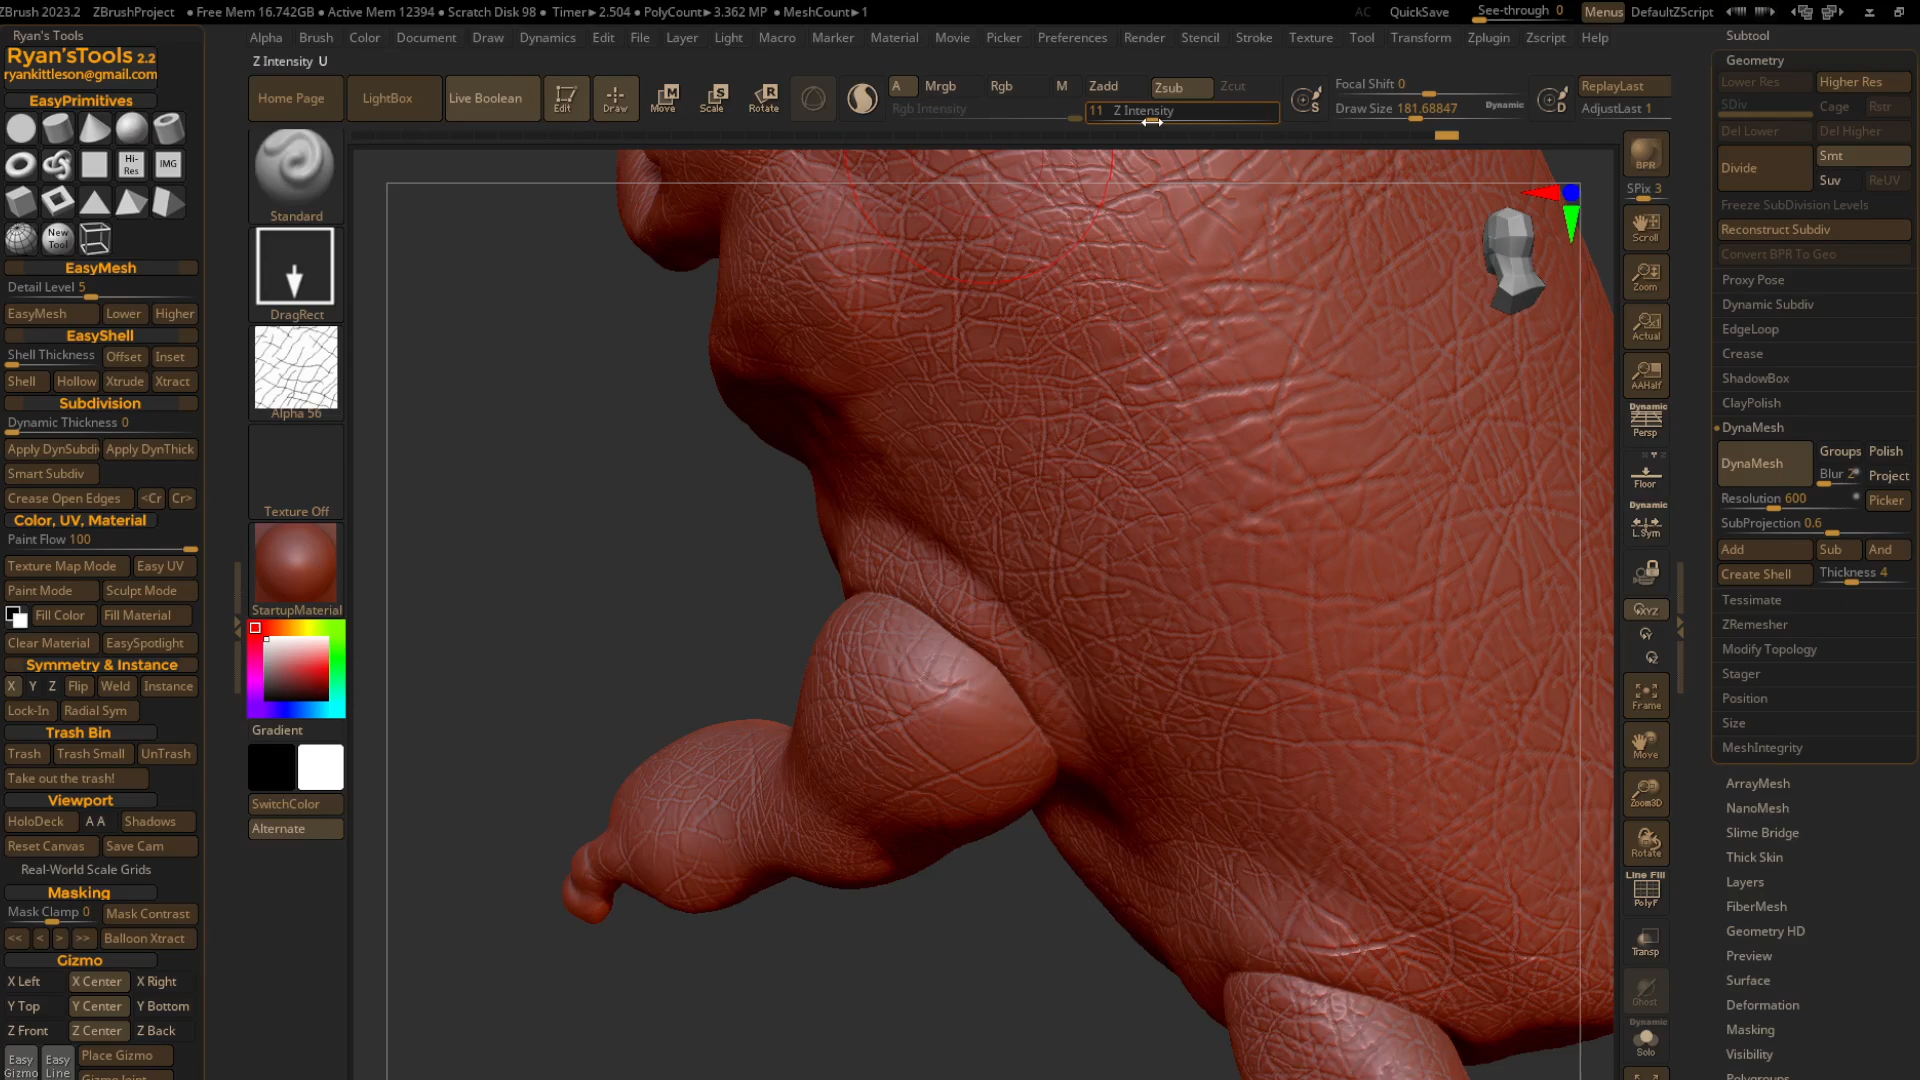 ZBrush 2023.2 ZBrushProject ● Free Mem 16.742GB ● Active Mem 12394 ● Scratch Disk 98 ● Timer▶2.504 ● PolyCount▶3.362 MP ● MeshCount▶1 AC QuickSave See-through 0 Menus DefaultZScript
Ryan's Tools
Alpha Brush Color Document Draw Dynamics Edit File Layer Light Macro Marker Material Movie Picker Preferences Render Stencil Stroke Texture Tool Transform Zplugin Zscript Help
Z Intensity U
Home Page LightBox Live Boolean Edit Draw Move Scale Rotate
A Mrgb Rgb M Zadd Zsub Zcut
Rgb Intensity 11 Z Intensity
S Focal Shift 0
Draw Size 181.68847 Dynamic
D ReplayLast
AdjustLast 1
Ryan'sTools 2.2
ryankittleson@gmail.com
EasyPrimitives
Hi-Res
IMG
New Tool
EasyMesh
Detail Level 5
EasyMesh Lower Higher
EasyShell
Shell Thickness Offset Inset
Shell Hollow Xtrude Xtract
Subdivision
Dynamic Thickness 0
Apply DynSubdiv Apply DynThick
Smart Subdiv
Crease Open Edges <Cr Cr>
Color, UV, Material
Paint Flow 100
Texture Map Mode Easy UV
Paint Mode Sculpt Mode
Fill Color Fill Material
Clear Material EasySpotlight
Symmetry & Instance
X Y Z Flip Weld Instance
Lock-In Radial Sym
Trash Bin
Trash Trash Small UnTrash
Take out the trash!
Viewport
HoloDeck A A Shadows
Reset Canvas Save Cam
Real-World Scale Grids
Masking
Mask Clamp 0 Mask Contrast
<< < > >> Balloon Xtract
Gizmo
X Left X Center X Right
Y Top Y Center Y Bottom
Z Front Z Center Z Back
Easy Gizmo
Easy Line
Place Gizmo
Standard
DragRect
Alpha 56
Texture Off
StartupMaterial
Gradient
SwitchColor
Alternate
BPR
SPix 3
Scroll
Zoom
Actual
AAHalf
Dynamic
Persp
Floor
Dynamic
L.Sym
XYZ
Frame
Move
Zoom3D
Rotate
Line Fill
PolyF
Transp
Ghost
Dynamic
Solo
Subtool
Geometry
Lower Res Higher Res
SDiv Cage Rstr
Del Lower Del Higher
Divide Smt
Suv ReUV
Freeze SubDivision Levels
Reconstruct Subdiv
Convert BPR To Geo
Proxy Pose
Dynamic Subdiv
EdgeLoop
Crease
ShadowBox
ClayPolish
DynaMesh
DynaMesh Groups Polish
Blur 2 Project
Resolution 600 Picker
SubProjection 0.6
Add Sub And
Create Shell Thickness 4
Tessimate
ZRemesher
Modify Topology
Stager
Position
Size
MeshIntegrity
ArrayMesh
NanoMesh
Slime Bridge
Thick Skin
Layers
FiberMesh
Geometry HD
Preview
Surface
Deformation
Masking
Visibility